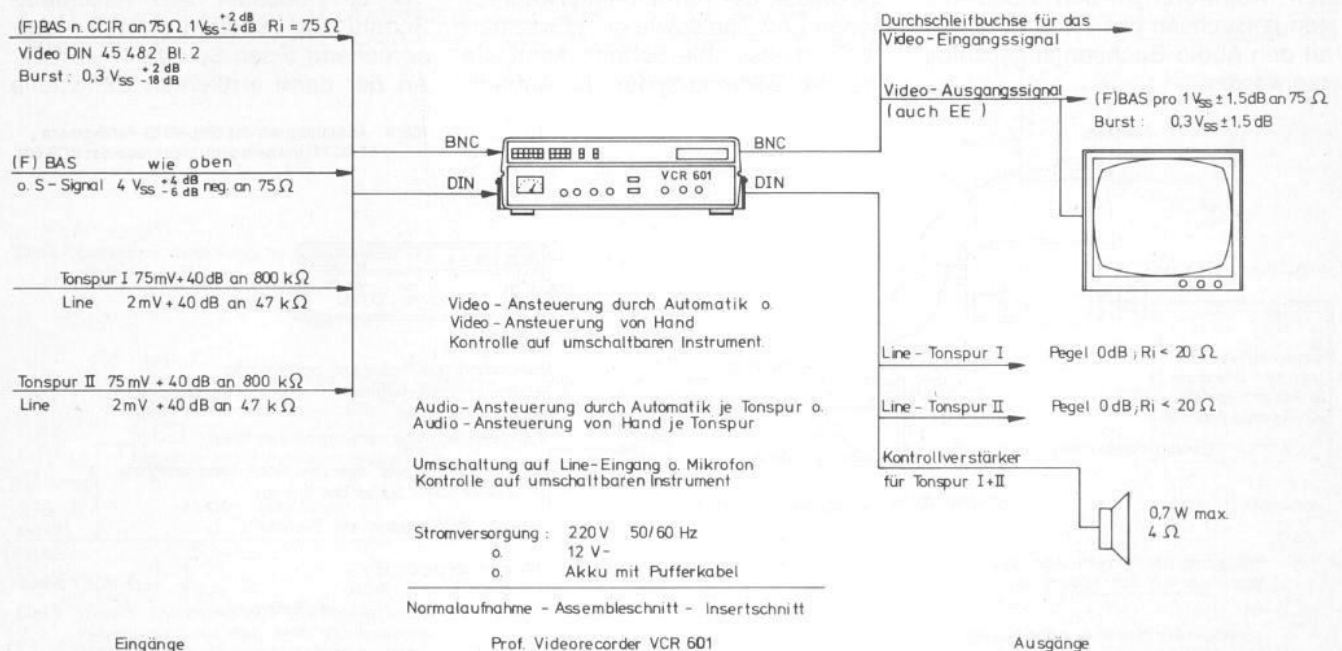 (F) BAS n. CCIR an 75 Ω 1 Vss +2 dB -4 dB Ri = 75 Ω
Video DIN 45 482 Bl. 2
Burst : 0,3 Vss +2 dB -18 dB
(F) BAS wie oben
o. S - Signal 4 Vss +4 dB -6 dB neg. an 75 Ω
Tonspur I 75 mV + 40 dB an 800 kΩ
Line 2 mV + 40 dB an 47 kΩ
Tonspur II 75 mV + 40 dB an 800 kΩ
Line 2 mV + 40 dB an 47 kΩ
Eingänge
BNC
DIN
VCR 601
BNC
DIN
Video - Ansteuerung durch Automatik o.
Video - Ansteuerung von Hand
Kontrolle auf umschaltbaren Instrument.
Audio - Ansteuerung durch Automatik je Tonspur o.
Audio - Ansteuerung von Hand je Tonspur
Umschaltung auf Line-Eingang o. Mikrofon
Kontrolle auf umschaltbaren Instrument
Stromversorgung : 220 V 50/60 Hz
o. 12 V-
o. Akku mit Pufferkabel
Normalaufnahme - Assembleschnitt - Insertschnitt
Prof. Videorecorder VCR 601
Durchschleifbuchse für das
Video-Eingangssignal
Video-Ausgangssignal
(auch EE)
(F) BAS pro 1 Vss ± 1,5 dB an 75 Ω
Burst : 0,3 Vss ± 1,5 dB
Line - Tonspur I Pegel 0 dB ; Ri < 20 Ω
Line - Tonspur II Pegel 0 dB ; Ri < 20 Ω
Kontrollverstärker
für Tonspur I+II
0,7 W max.
4 Ω
Ausgänge